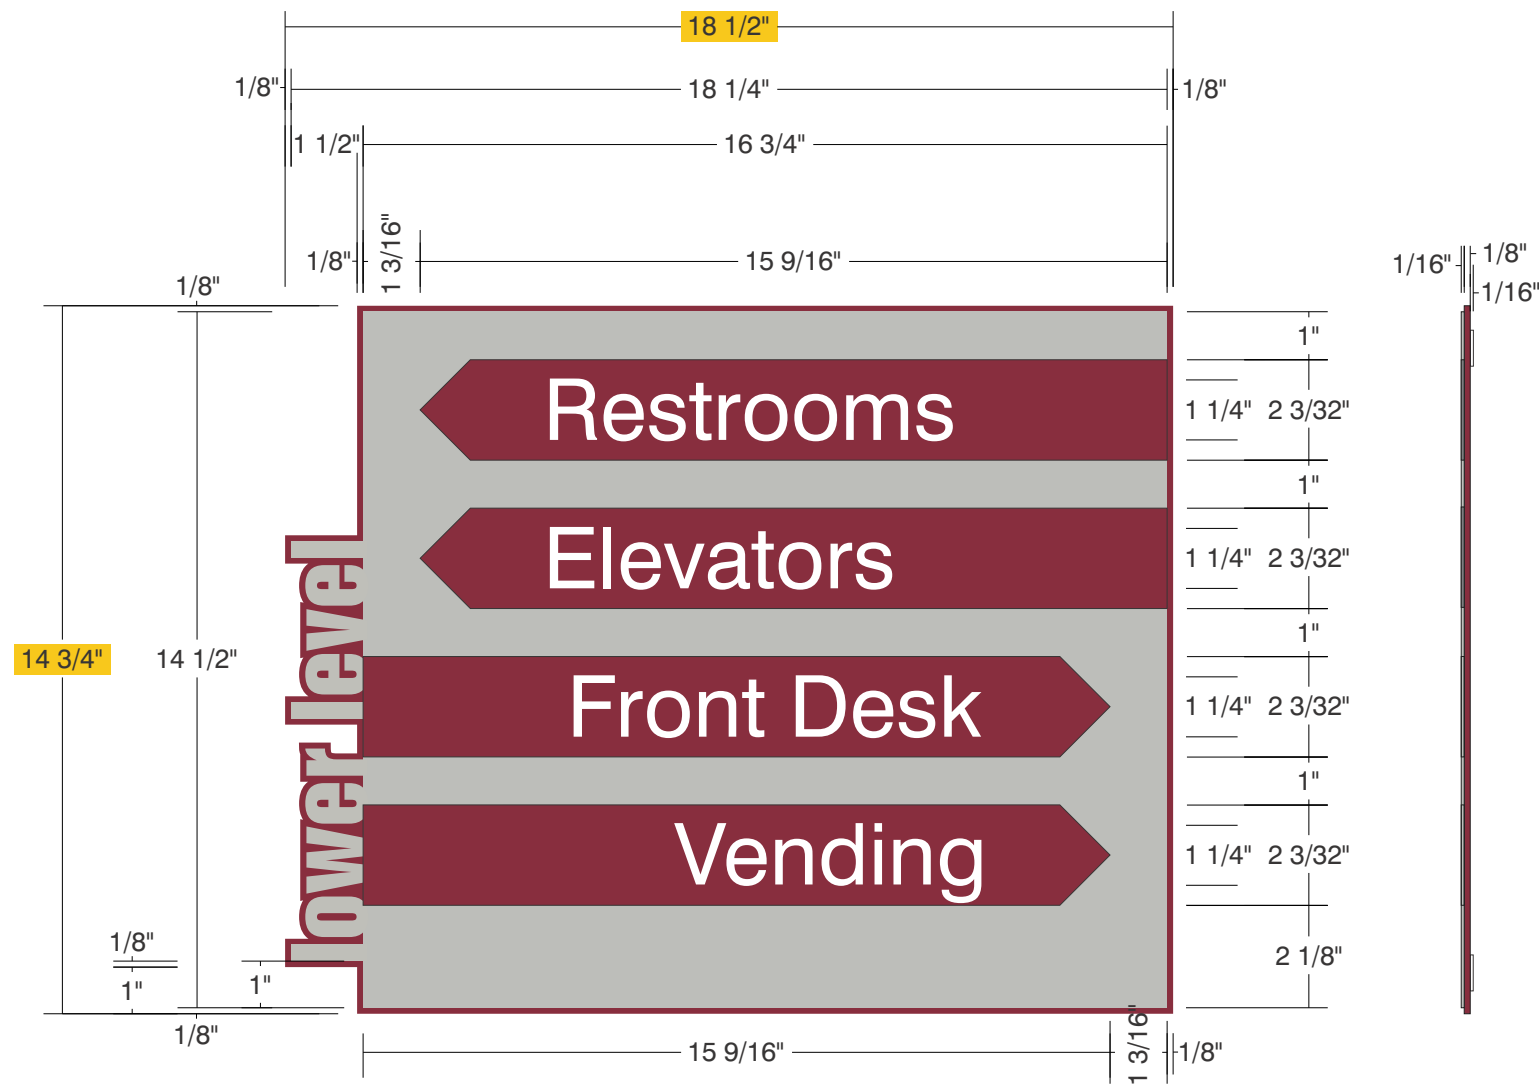 18 1/2"
1/8" 18 1/4" 1/8"
1 1/2" 16 3/4"
1/8" 1 3/16" 15 9/16"
1/8"
1/16" 1/8"
1/16"
1"
Restrooms
1 1/4" 2 3/32"
1"
Elevators
1 1/4" 2 3/32"
1"
14 3/4" 14 1/2"
lower level
Front Desk
1 1/4" 2 3/32"
1"
Vending
1 1/4" 2 3/32"
1/8"
1" 1"
2 1/8"
1/8"
15 9/16" 1 3/16" 1/8"